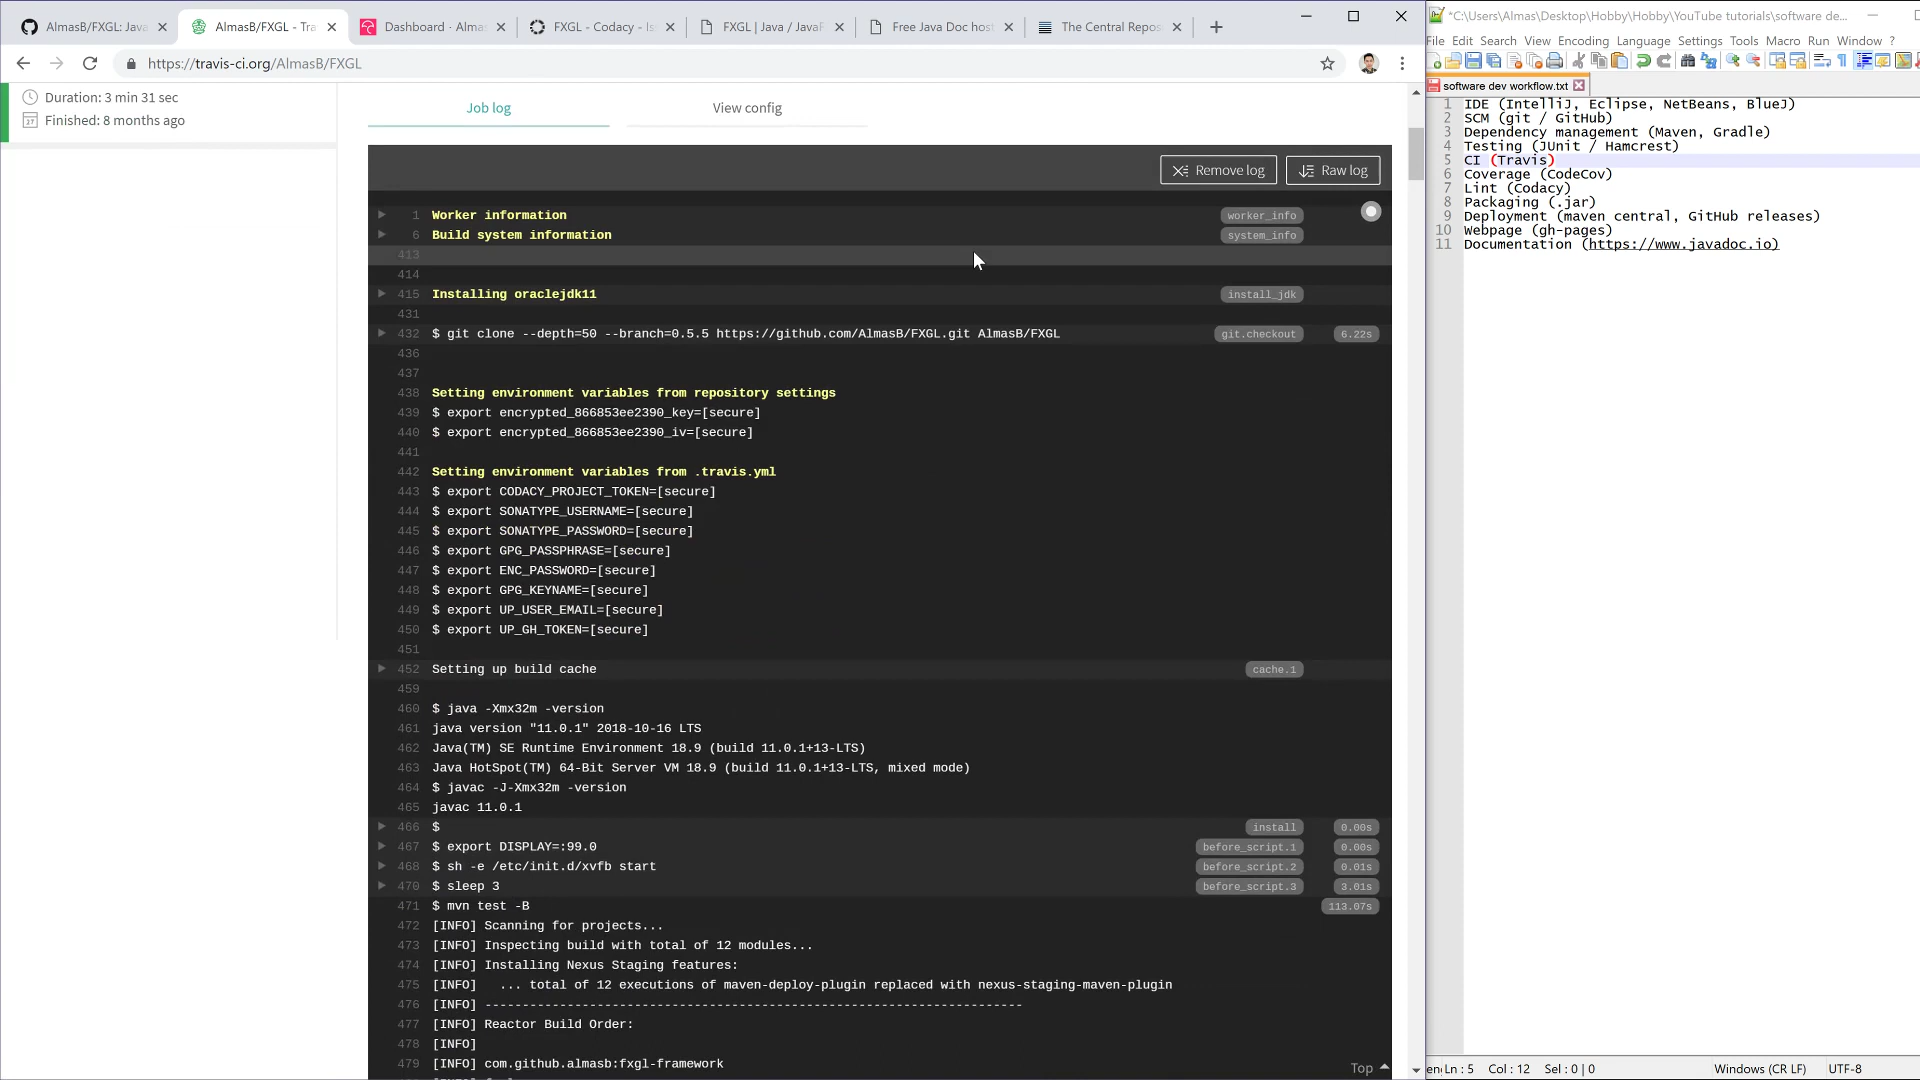 AlmasB/FXGL: Java
AlmasB/FXGL - Tra
Dashboard · Almas
FXGL - Codacy - Is
FXGL | Java / Java
Free Java Doc host
The Central Repos
https://travis-ci.org/AlmasB/FXGL
Duration: 3 min 31 sec
Finished: 8 months ago
Job log
View config
Remove log
Raw log
1 Worker information worker_info
6 Build system information system_info
413
414
415 Installing oraclejdk11 install_jdk
431
432 $ git clone --depth=50 --branch=0.5.5 https://github.com/AlmasB/FXGL.git AlmasB/FXGL git.checkout 6.22s
436
437
438 Setting environment variables from repository settings
439 $ export encrypted_866853ee2390_key=[secure]
440 $ export encrypted_866853ee2390_iv=[secure]
441
442 Setting environment variables from .travis.yml
443 $ export CODACY_PROJECT_TOKEN=[secure]
444 $ export SONATYPE_USERNAME=[secure]
445 $ export SONATYPE_PASSWORD=[secure]
446 $ export GPG_PASSPHRASE=[secure]
447 $ export ENC_PASSWORD=[secure]
448 $ export GPG_KEYNAME=[secure]
449 $ export UP_USER_EMAIL=[secure]
450 $ export UP_GH_TOKEN=[secure]
451
452 Setting up build cache cache.1
459
460 $ java -Xmx32m -version
461 java version "11.0.1" 2018-10-16 LTS
462 Java(TM) SE Runtime Environment 18.9 (build 11.0.1+13-LTS)
463 Java HotSpot(TM) 64-Bit Server VM 18.9 (build 11.0.1+13-LTS, mixed mode)
464 $ javac -J-Xmx32m -version
465 javac 11.0.1
466 $ install 0.00s
467 $ export DISPLAY=:99.0 before_script.1 0.00s
468 $ sh -e /etc/init.d/xvfb start before_script.2 0.01s
470 $ sleep 3 before_script.3 3.01s
471 $ mvn test -B 113.07s
472 [INFO] Scanning for projects...
473 [INFO] Inspecting build with total of 12 modules...
474 [INFO] Installing Nexus Staging features:
475 [INFO] ... total of 12 executions of maven-deploy-plugin replaced with nexus-staging-maven-plugin
476 [INFO] ------------------------------------------------------------------------
477 [INFO] Reactor Build Order:
478 [INFO]
479 [INFO] com.github.almasb:fxgl-framework
Top
*C:\Users\Almas\Desktop\Hobby\Hobby\YouTube tutorials\software de...
File Edit Search View Encoding Language Settings Tools Macro Run Window ?
software dev workflow.txt
1 IDE (IntelliJ, Eclipse, NetBeans, BlueJ)
2 SCM (git / GitHub)
3 Dependency management (Maven, Gradle)
4 Testing (JUnit / Hamcrest)
5 CI (Travis)
6 Coverage (CodeCov)
7 Lint (Codacy)
8 Packaging (.jar)
9 Deployment (maven central, GitHub releases)
10 Webpage (gh-pages)
11 Documentation (https://www.javadoc.io)
Ln : 5 Col : 12 Sel : 0 | 0 Windows (CR LF) UTF-8